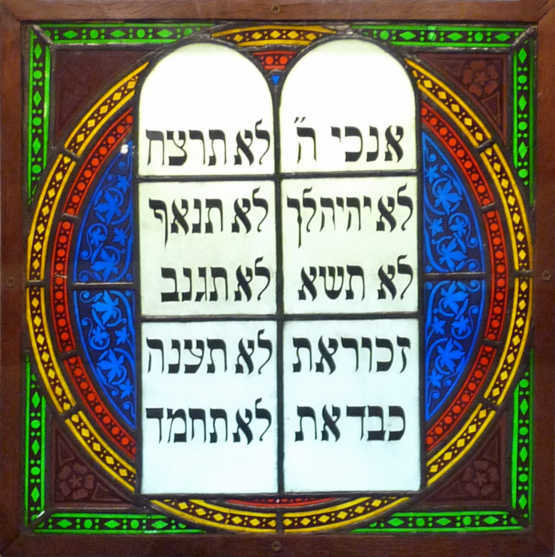 אנכי ה״
לא יהיה לך
לא תשא
זכור את
כבד את
לא תרצח
לא תנאף
לא תגנב
לא תענה
לא תחמד